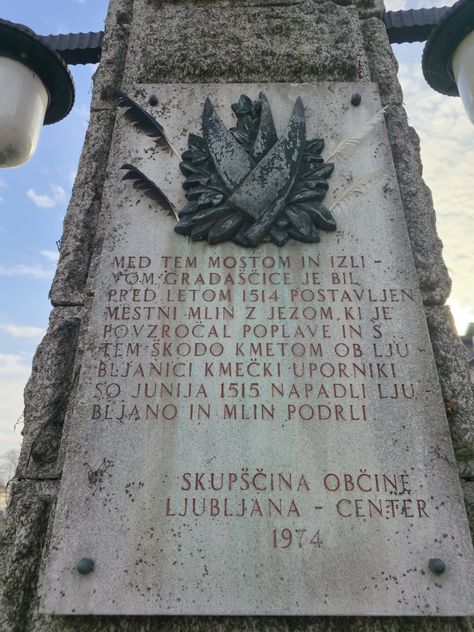 MED TEM MOSTOM IN IZLI-
VOM GRADAŠČICE JE BIL
PRED LETOM 1514 POSTAVLJEN
MESTNI MLIN Z JEZOM, KI JE
POVZROČAL POPLAVE IN S
TEM ŠKODO KMETOM OB LJU-
BLJANICI KMEČKI UPORNIKI
SO JUNIJA 1515 NAPADLI LJU-
BLJANO IN MLIN PODRLI
SKUPŠČINA OBČINE
LJUBLJANA - CENTER
1974